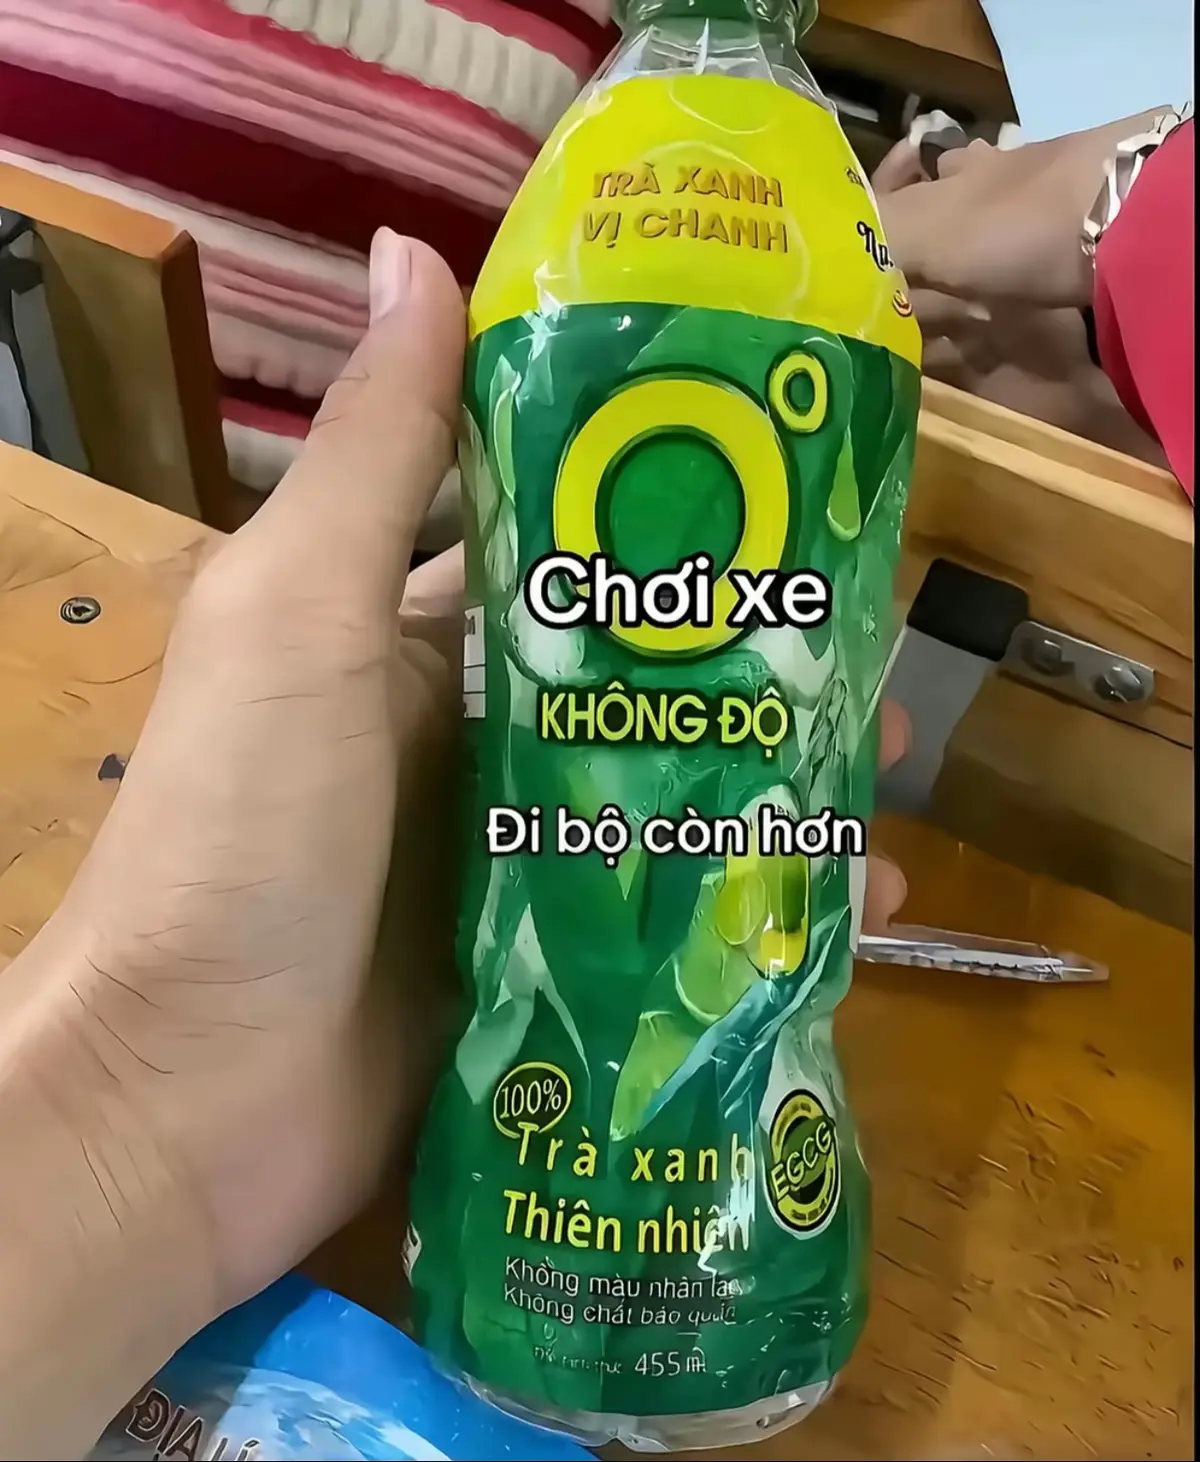 TRÀ XANH
VỊ CHANH
0°
Chơi xe
KHÔNG ĐỘ
Đi bộ còn hơn
100%
Trà xanh
Thiên nhiên
EGCG
Không màu nhân tạo
Không chất bảo quản
455ml
ĐỊA LÍ